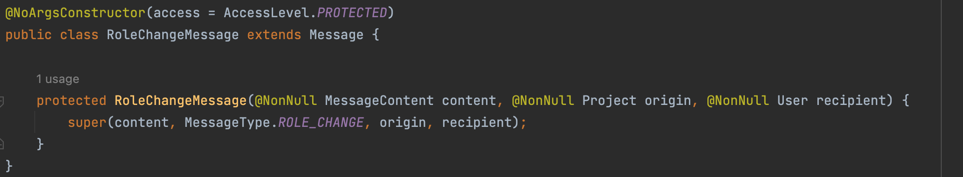 @NoArgsConstructor(access = AccessLevel.PROTECTED)
public class RoleChangeMessage extends Message {
1 usage
protected RoleChangeMessage(@NonNull MessageContent content, @NonNull Project origin, @NonNull User recipient) {
super(content, MessageType.ROLE_CHANGE, origin, recipient);
}
}